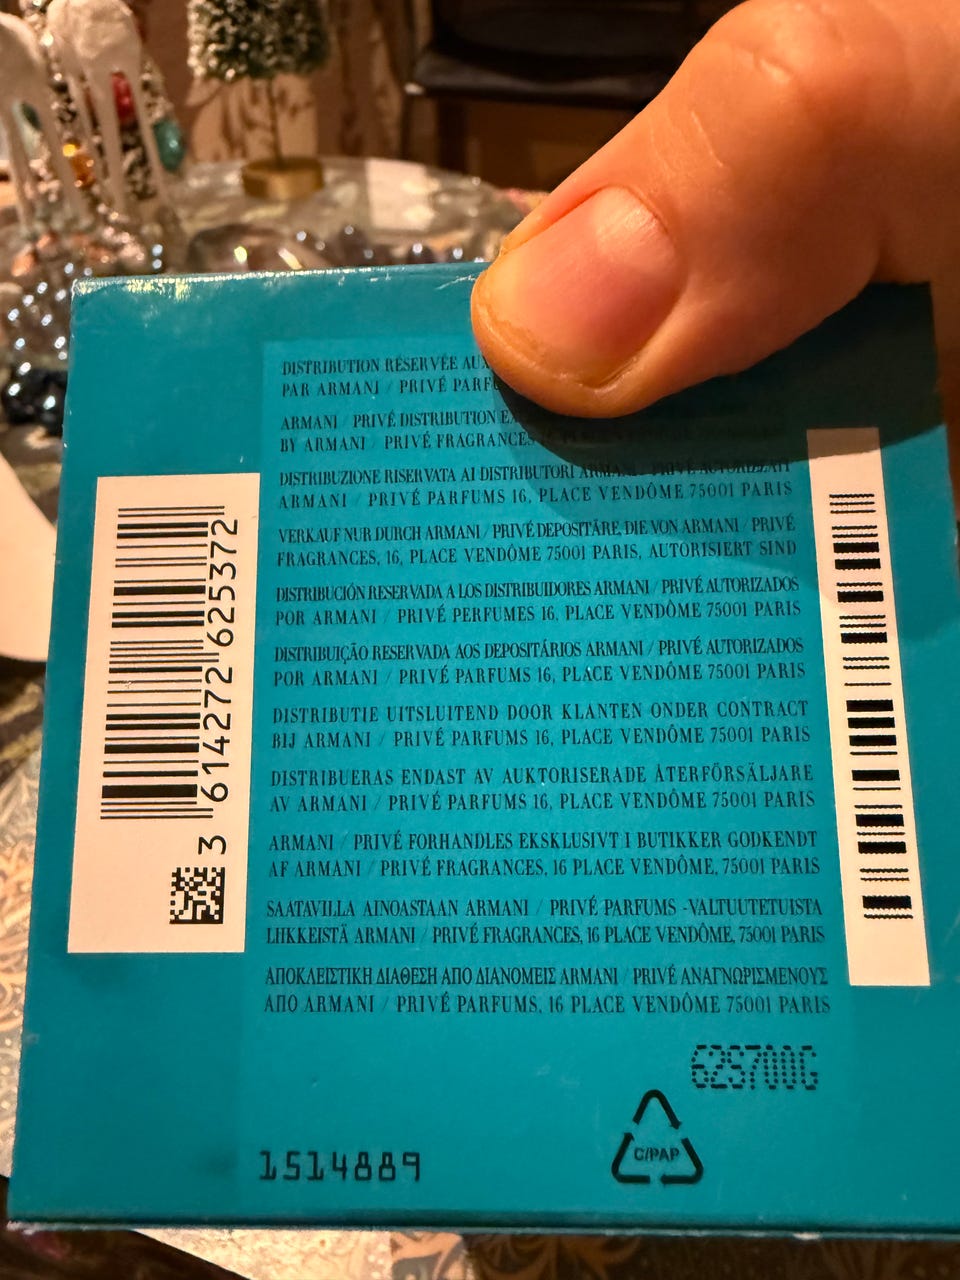 DISTRIBUTION RÉSERVÉE AUX
PAR ARMANI / PRIVÉ
ARMANI / PRIVÉ DISTRIBUTION
BY ARMANI / PRIVÉ FRAGRANCES
DISTRIBUZIONE RISERVATA AI DISTRIBUTORI ARMANI / PRIVÉ AUTORIZZATI
ARMANI / PRIVÉ PARFUMS 16, PLACE VENDÔME 75001 PARIS
VERKAUF NUR DURCH ARMANI / PRIVÉ DEPOSITÄRE, DIE VON ARMANI / PRIVÉ
FRAGRANCES, 16, PLACE VENDÔME 75001 PARIS, AUTORISIERT SIND
DISTRIBUCIÓN RESERVADA A LOS DISTRIBUIDORES ARMANI / PRIVÉ AUTORIZADOS
POR ARMANI / PRIVÉ PERFUMES 16, PLACE VENDÔME 75001 PARIS
DISTRIBUIÇÃO RESERVADA AOS DEPOSITÁRIOS ARMANI / PRIVÉ AUTORIZADOS
POR ARMANI / PRIVÉ PARFUMS 16, PLACE VENDÔME 75001 PARIS
DISTRIBUTIE UITSLUITEND DOOR KLANTEN ONDER CONTRACT
BIJ ARMANI / PRIVÉ PARFUMS 16, PLACE VENDÔME 75001 PARIS
DISTRIBUERAS ENDAST AV AUKTORISERADE ÅTERFÖRSÄLJARE
AV ARMANI / PRIVÉ PARFUMS 16, PLACE VENDÔME 75001 PARIS
ARMANI / PRIVÉ FORHANDLES EKSKLUSIVT I BUTIKKER GODKENDT
AF ARMANI / PRIVÉ FRAGRANCES, 16 PLACE VENDÔME, 75001 PARIS
SAATAVILLA AINOASTAAN ARMANI / PRIVÉ PARFUMS -VALTUUTETUISTA
LIIKKEISTÄ ARMANI / PRIVÉ FRAGRANCES, 16 PLACE VENDÔME, 75001 PARIS
ΑΠΟΚΛΕΙΣΤΙΚΗ ΔΙΑΘΕΣΗ ΑΠΟ ΔΙΑΝΟΜΕΙΣ ARMANI / PRIVÉ ΑΝΑΓΝΩΡΙΣΜΕΝΟΥΣ
ΑΠΟ ARMANI / PRIVÉ PARFUMS, 16 PLACE VENDÔME 75001 PARIS
3 614272 625372
62S700G
C/PAP
1514889